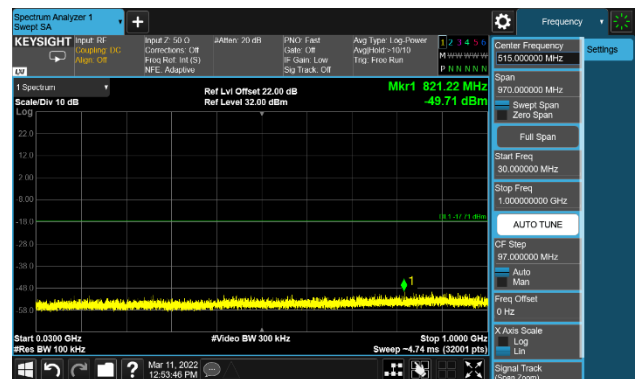 Spectrum Analyzer 1
Swept SA
Frequency
KEYSIGHT
Input: RF
Coupling: DC
Align: Off
Input Z: 50 Ω
Corrections: Off
Freq Ref: Int (S)
NFE: Adaptive
#Atten: 20 dB
PNO: Fast
Gate: Off
IF Gain: Low
Sig Track: Off
Avg Type: Log-Power
Avg|Hold:>10/10
Trig: Free Run
1 2 3 4 5 6
M W W W W W
P N N N N N
LXI
1 Spectrum
Scale/Div 10 dB
Log
Ref Lvl Offset 22.00 dB
Ref Level 32.00 dBm
Mkr1 821.22 MHz
-49.71 dBm
22.0
12.0
2.00
-8.00
-18.0
-28.0
-38.0
-48.0
-58.0
DL1 -17.71 dBm
1
Start 0.0300 GHz
#Res BW 100 kHz
#Video BW 300 kHz
Stop 1.0000 GHz
Sweep ~4.74 ms (32001 pts)
Mar 11, 2022
12:53:46 PM
Center Frequency
515.000000 MHz
Span
970.000000 MHz
Swept Span
Zero Span
Full Span
Start Freq
30.000000 MHz
Stop Freq
1.000000000 GHz
AUTO TUNE
CF Step
97.000000 MHz
Auto
Man
Freq Offset
0 Hz
X Axis Scale
Log
Lin
Signal Track
(Span Zoom)
Settings